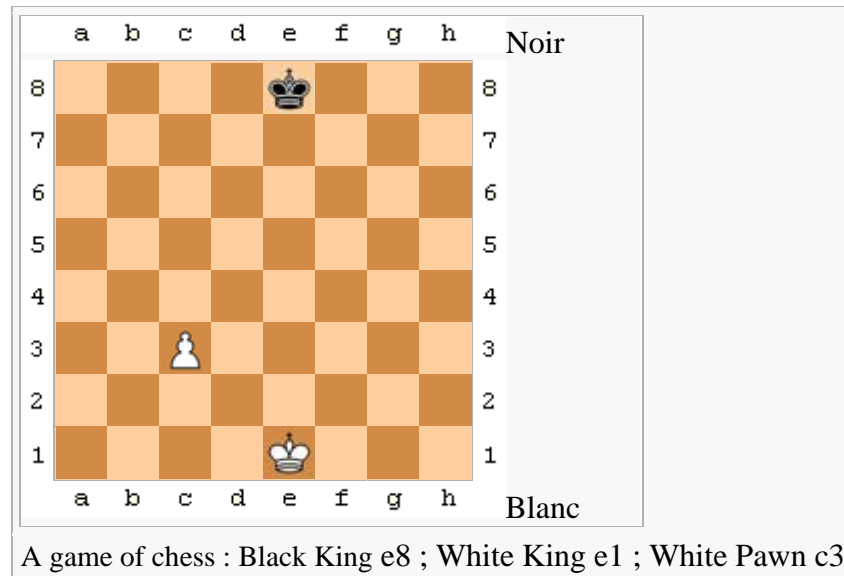 a b c d e f g h Noir
8 8
7 7
6 6
5 5
4 4
3 3
2 2
1 1
a b c d e f g h Blanc
A game of chess : Black King e8 ; White King e1 ; White Pawn c3